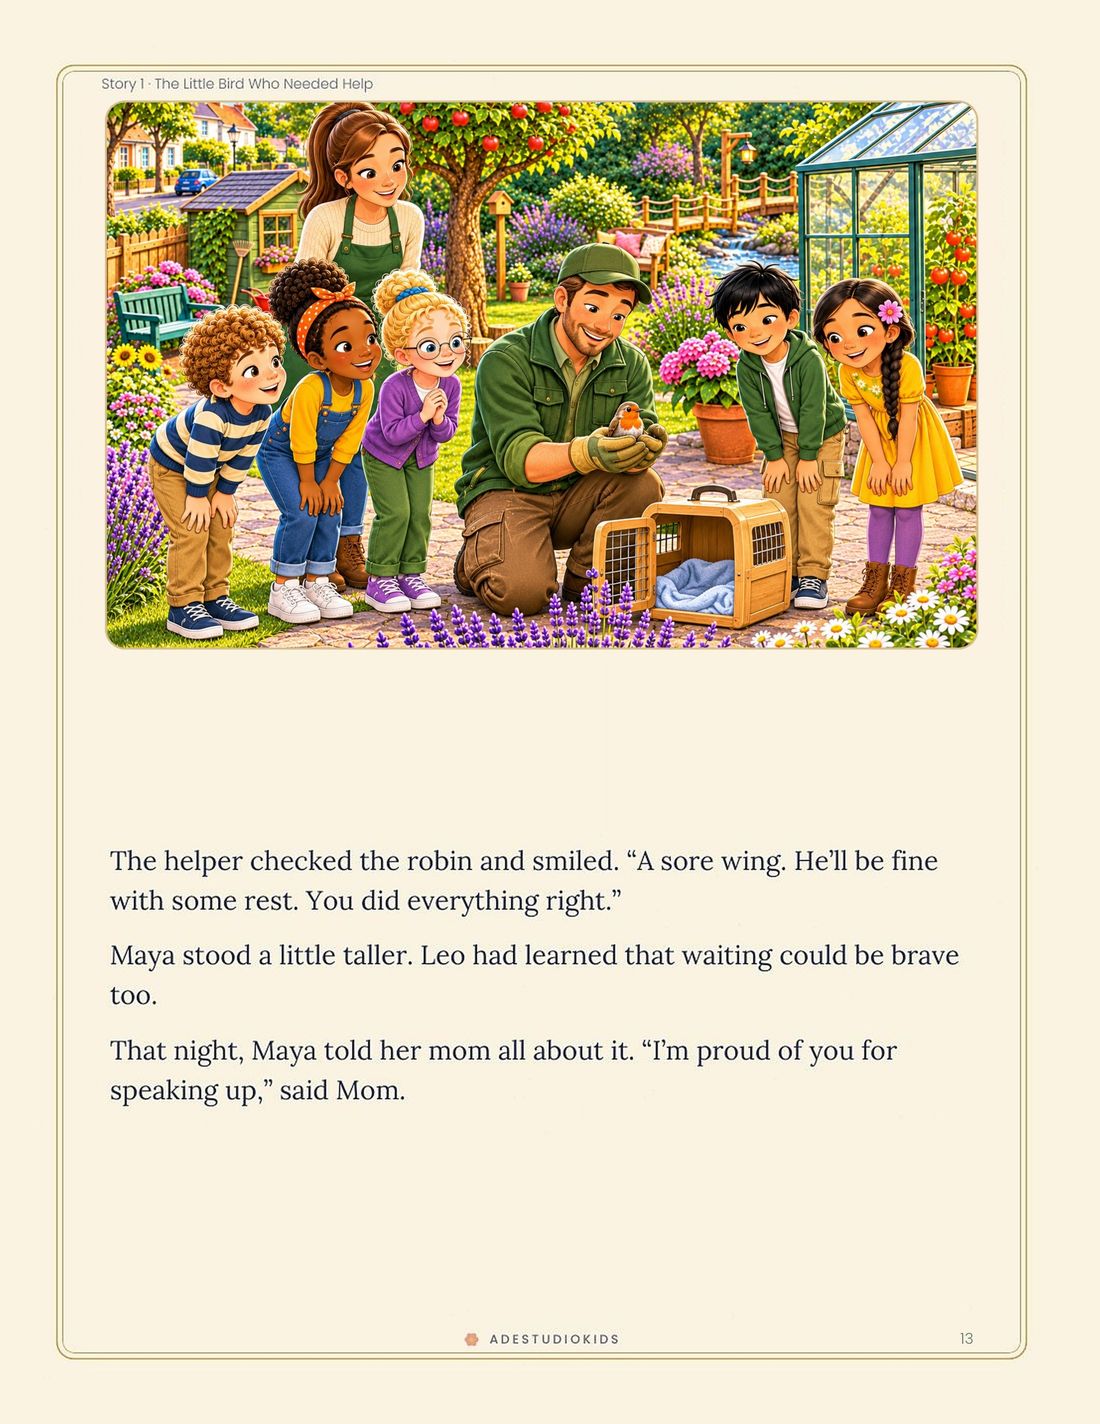 Story 1 · The Little Bird Who Needed Help
The helper checked the robin and smiled. “A sore wing. He’ll be fine
with some rest. You did everything right.”
Maya stood a little taller. Leo had learned that waiting could be brave
too.
That night, Maya told her mom all about it. “I’m proud of you for
speaking up,” said Mom.
ADESTUDIOKIDS
13